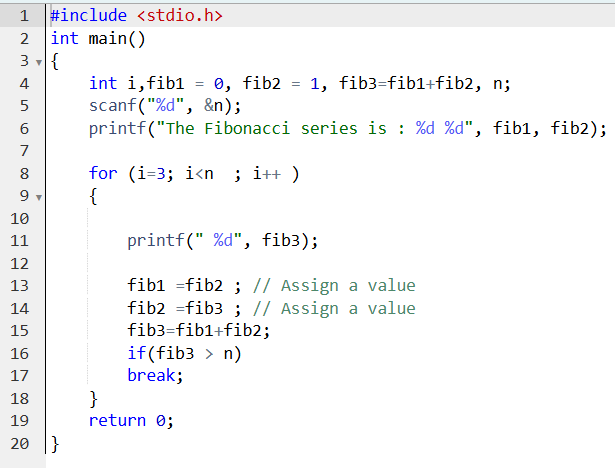 1 #include <stdio.h>
2 int main()
3 {
4     int i,fib1 = 0, fib2 = 1, fib3=fib1+fib2, n;
5     scanf("%d", &n);
6     printf("The Fibonacci series is : %d %d", fib1, fib2);
7
8     for (i=3; i<n  ; i++ )
9     {
10
11         printf(" %d", fib3);
12
13         fib1 =fib2 ; // Assign a value
14         fib2 =fib3 ; // Assign a value
15         fib3=fib1+fib2;
16         if(fib3 > n)
17         break;
18     }
19     return 0;
20 }